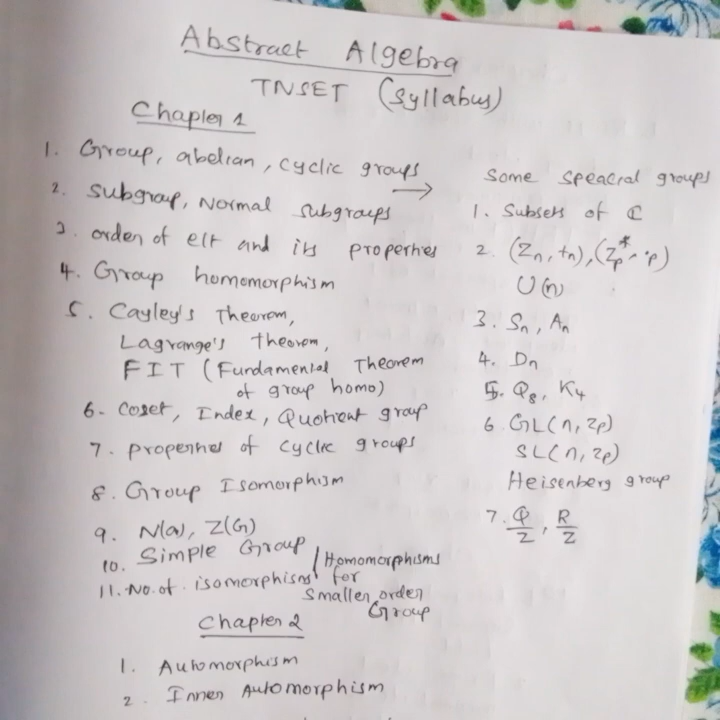 Abstract Algebra
TNSET (Syllabus)
Chapter 1
1. Group, abelian, cyclic groups
2. subgroup, Normal subgroups
3. order of elt and its properties
4. Group homomorphism
5. Cayley's Theorem,
Lagrange's theorem,
FIT (Fundamental Theorem
of group homo)
6. Coset, Index, Quotient group
7. properties of cyclic groups
8. Group Isomorphism
9. N(a), Z(G)
10. Simple Group
11. No. of isomorphisms / Homomorphisms
for
smaller order
Group
→ Some speacial groups
1. Subsets of ℂ
2. (Zn, +n), (Zp*, ·p)
U(n)
3. Sn, An
4. Dn
5. Q8, K4
6. GL(n, Zp)
SL(n, Zp)
Heisenberg group
7. Q/Z, R/Z
Chapter 2
1. Automorphism
2. Inner Automorphism